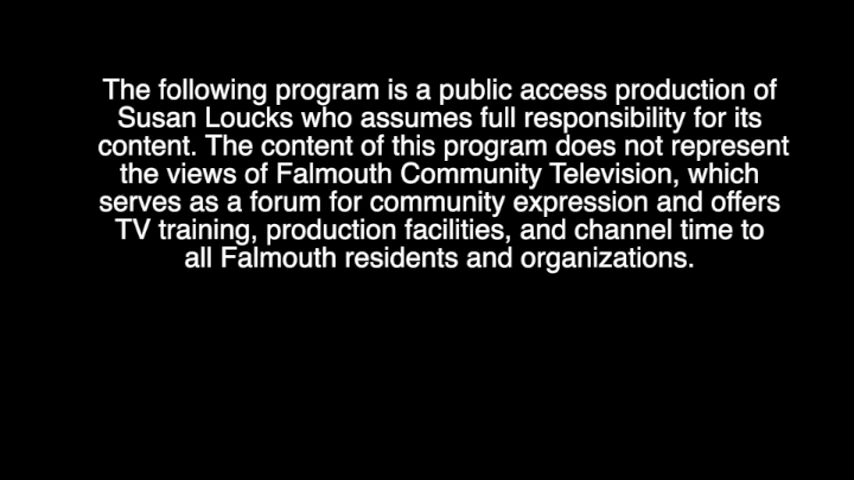 The following program is a public access production of
Susan Loucks who assumes full responsibility for its
content. The content of this program does not represent
the views of Falmouth Community Television, which
serves as a forum for community expression and offers
TV training, production facilities, and channel time to
all Falmouth residents and organizations.